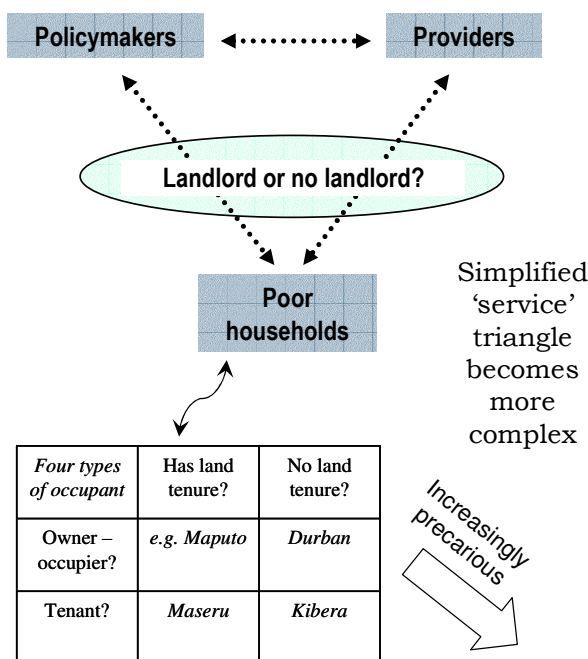 Policymakers
Providers
Landlord or no landlord?
Poor
households
Simplified
‘service’
triangle
becomes
more
complex
Four types
of occupant
Has land
tenure?
No land
tenure?
Owner –
occupier?
e.g. Maputo
Durban
Tenant?
Maseru
Kibera
Increasingly
precarious